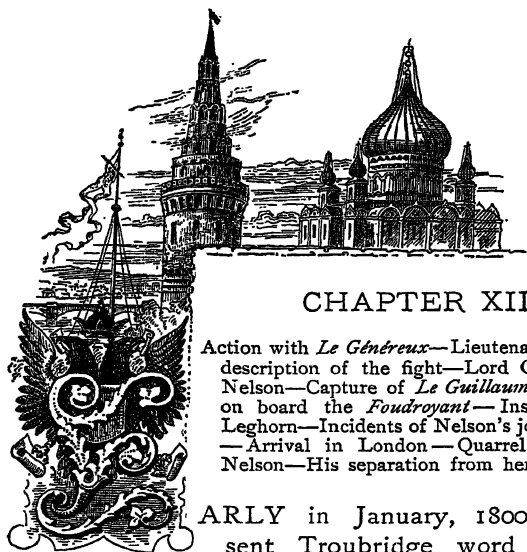 CHAPTER XII
Action with Le Généreux—Lieutena
description of the fight—Lord
Nelson—Capture of Le Guillaum
on board the Foudroyant—Ins
Leghorn—Incidents of Nelson's jo
—Arrival in London—Quarrel
Nelson—His separation from her
EARLY in January, 1800
sent Troubridge word